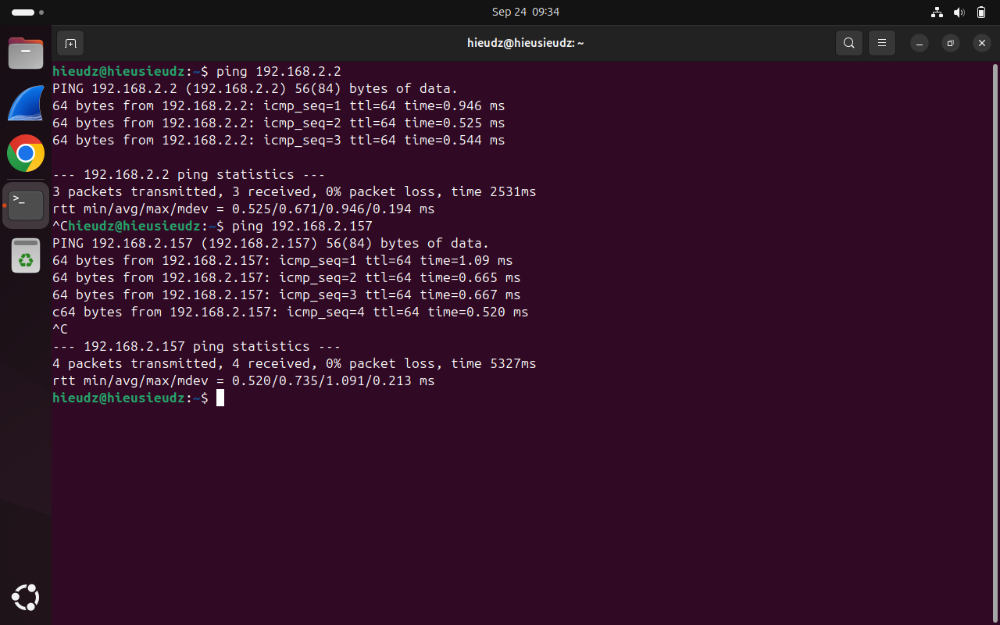 Sep 24 09:34
hieudz@hieusieudz: ~
hieudz@hieusieudz:~$ ping 192.168.2.2
PING 192.168.2.2 (192.168.2.2) 56(84) bytes of data.
64 bytes from 192.168.2.2: icmp_seq=1 ttl=64 time=0.946 ms
64 bytes from 192.168.2.2: icmp_seq=2 ttl=64 time=0.525 ms
64 bytes from 192.168.2.2: icmp_seq=3 ttl=64 time=0.544 ms
--- 192.168.2.2 ping statistics ---
3 packets transmitted, 3 received, 0% packet loss, time 2531ms
rtt min/avg/max/mdev = 0.525/0.671/0.946/0.194 ms
^Chieudz@hieusieudz:~$ ping 192.168.2.157
PING 192.168.2.157 (192.168.2.157) 56(84) bytes of data.
64 bytes from 192.168.2.157: icmp_seq=1 ttl=64 time=1.09 ms
64 bytes from 192.168.2.157: icmp_seq=2 ttl=64 time=0.665 ms
64 bytes from 192.168.2.157: icmp_seq=3 ttl=64 time=0.667 ms
c64 bytes from 192.168.2.157: icmp_seq=4 ttl=64 time=0.520 ms
^C
--- 192.168.2.157 ping statistics ---
4 packets transmitted, 4 received, 0% packet loss, time 5327ms
rtt min/avg/max/mdev = 0.520/0.735/1.091/0.213 ms
hieudz@hieusieudz:~$